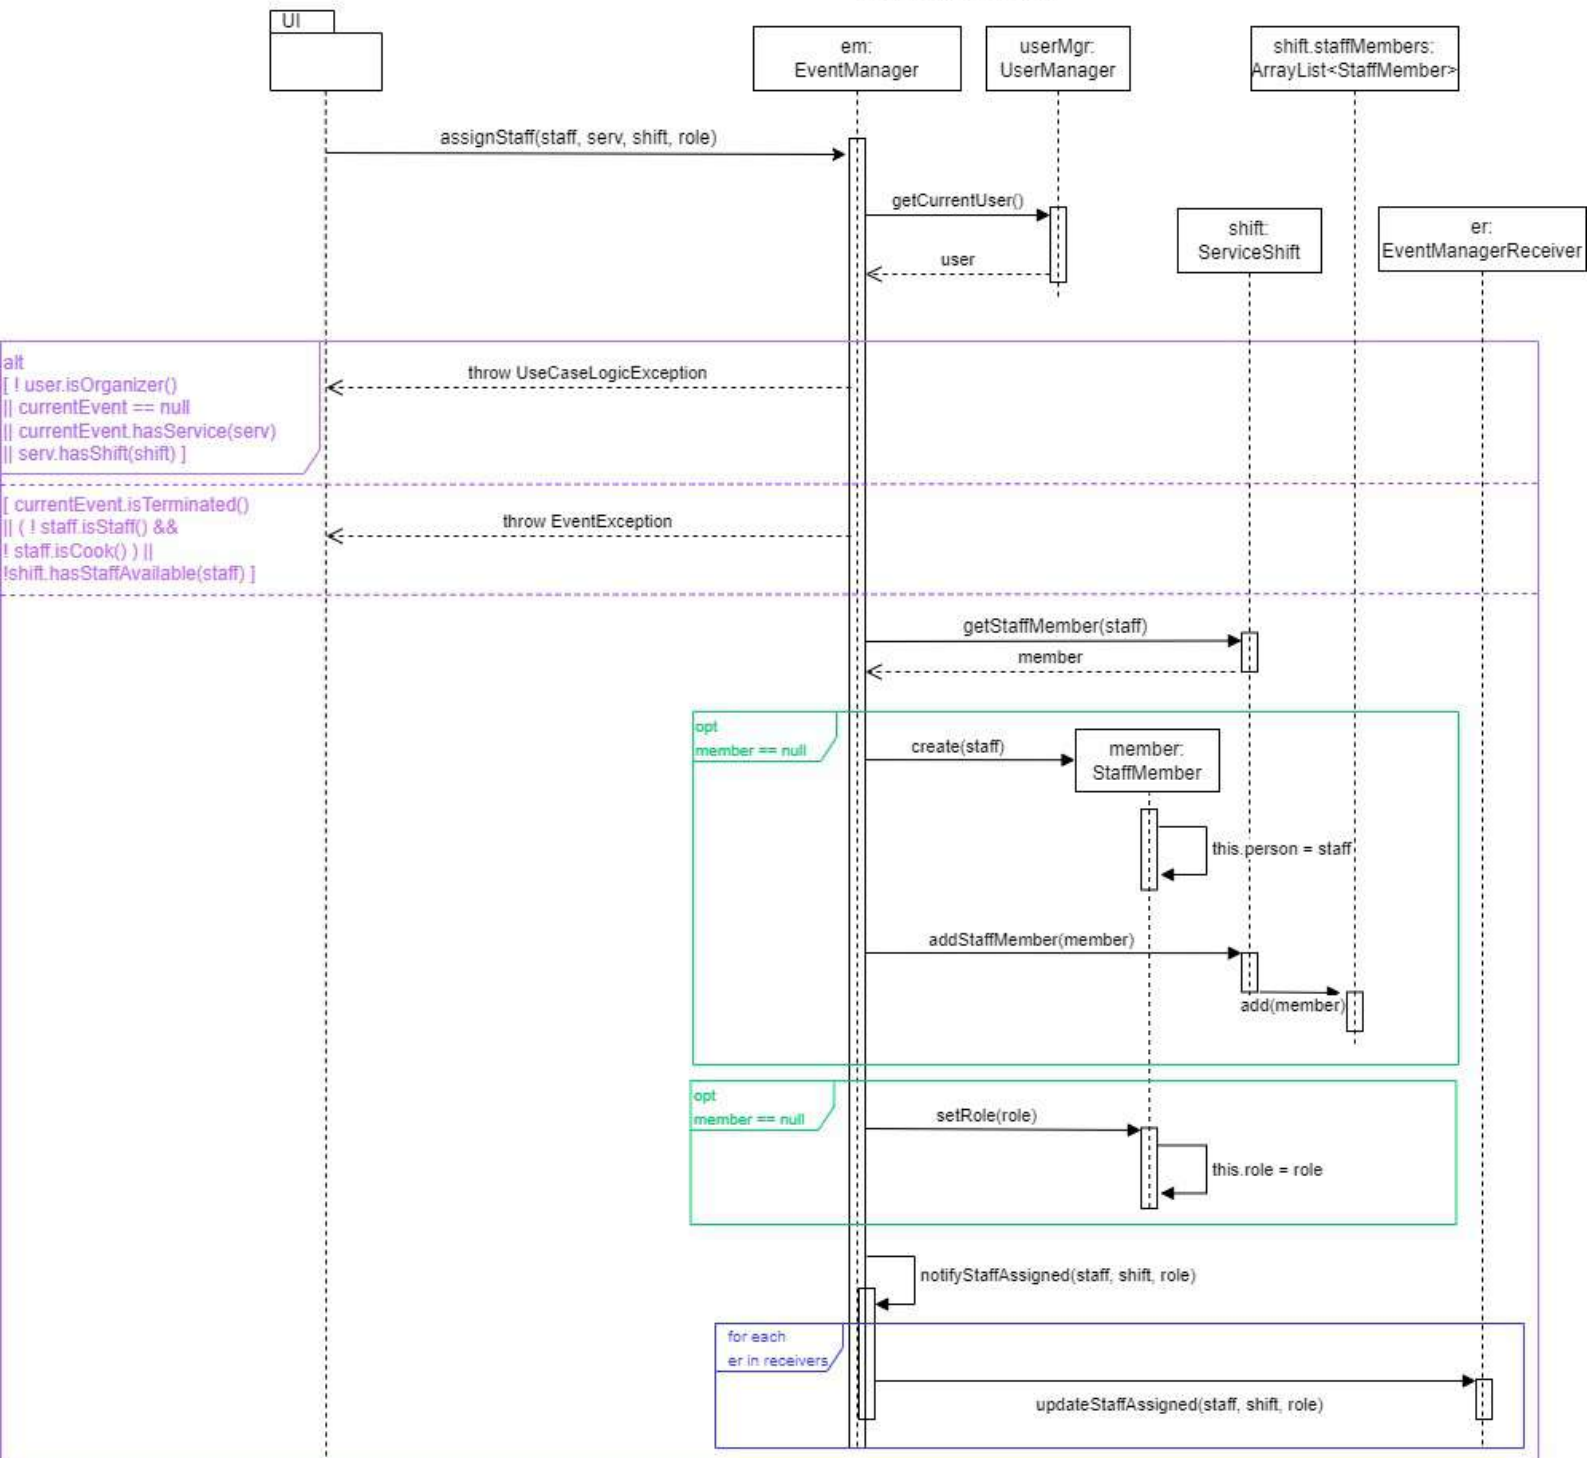 UI
em:
EventManager
userMgr:
UserManager
shift.staffMembers:
ArrayList<StaffMember>
assignStaff(staff, serv, shift, role)
getCurrentUser()
user
shift:
ServiceShift
er:
EventManagerReceiver
alt
[ ! user.isOrganizer()
|| currentEvent == null
|| currentEvent.hasService(serv)
|| serv.hasShift(shift) ]
throw UseCaseLogicException
[ currentEvent.isTerminated()
|| ( ! staff.isStaff() &&
! staff.isCook() ) ||
!shift.hasStaffAvailable(staff) ]
throw EventException
getStaffMember(staff)
member
opt
member == null
create(staff)
member:
StaffMember
this.person = staff
addStaffMember(member)
add(member)
opt
member == null
setRole(role)
this.role = role
notifyStaffAssigned(staff, shift, role)
for each
er in receivers
updateStaffAssigned(staff, shift, role)